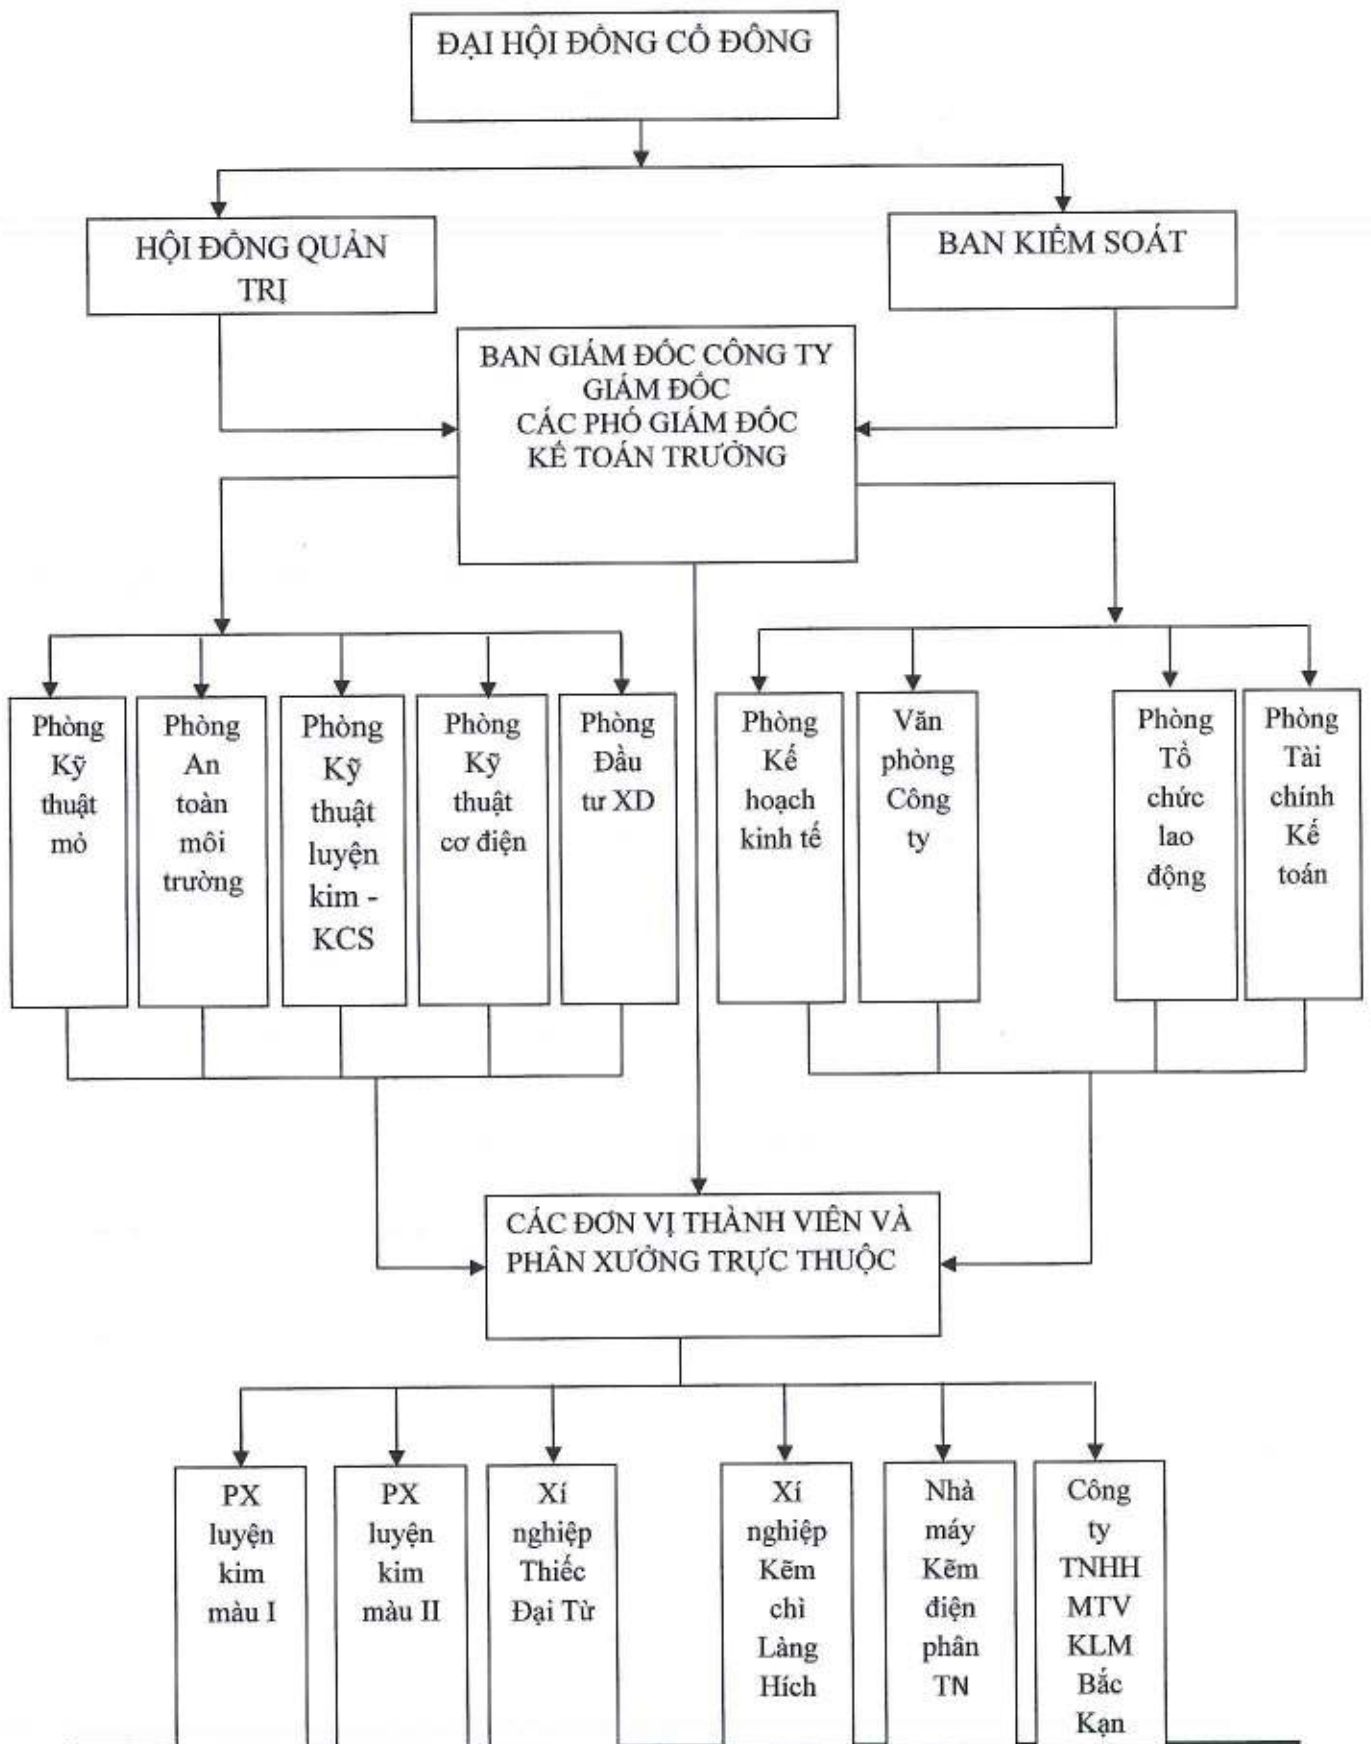 ĐẠI HỘI ĐỒNG CỔ ĐÔNG
HỘI ĐỒNG QUẢN
TRỊ
BAN KIỂM SOÁT
BAN GIÁM ĐỐC CÔNG TY
GIÁM ĐỐC
CÁC PHÓ GIÁM ĐỐC
KẾ TOÁN TRƯỞNG
Phòng
Kỹ
thuật
mỏ
Phòng
An
toàn
môi
trường
Phòng
Kỹ
thuật
luyện
kim -
KCS
Phòng
Kỹ
thuật
cơ điện
Phòng
Đầu
tư XD
Phòng
Kế
hoạch
kinh tế
Văn
phòng
Công
ty
Phòng
Tổ
chức
lao
động
Phòng
Tài
chính
Kế
toán
CÁC ĐƠN VỊ THÀNH VIÊN VÀ
PHÂN XƯỞNG TRỰC THUỘC
PX
luyện
kim
màu I
PX
luyện
kim
màu II
Xí
nghiệp
Thiếc
Đại Từ
Xí
nghiệp
Kẽm
chì
Làng
Hích
Nhà
máy
Kẽm
điện
phân
TN
Công
ty
TNHH
MTV
KLM
Bắc
Kạn